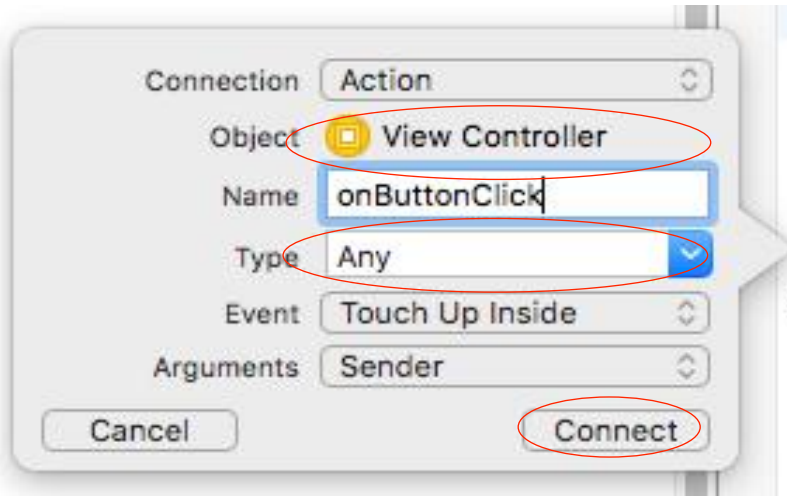 Connection Action
Object View Controller
Name onButtonClick
Type Any
Event Touch Up Inside
Arguments Sender
Cancel Connect